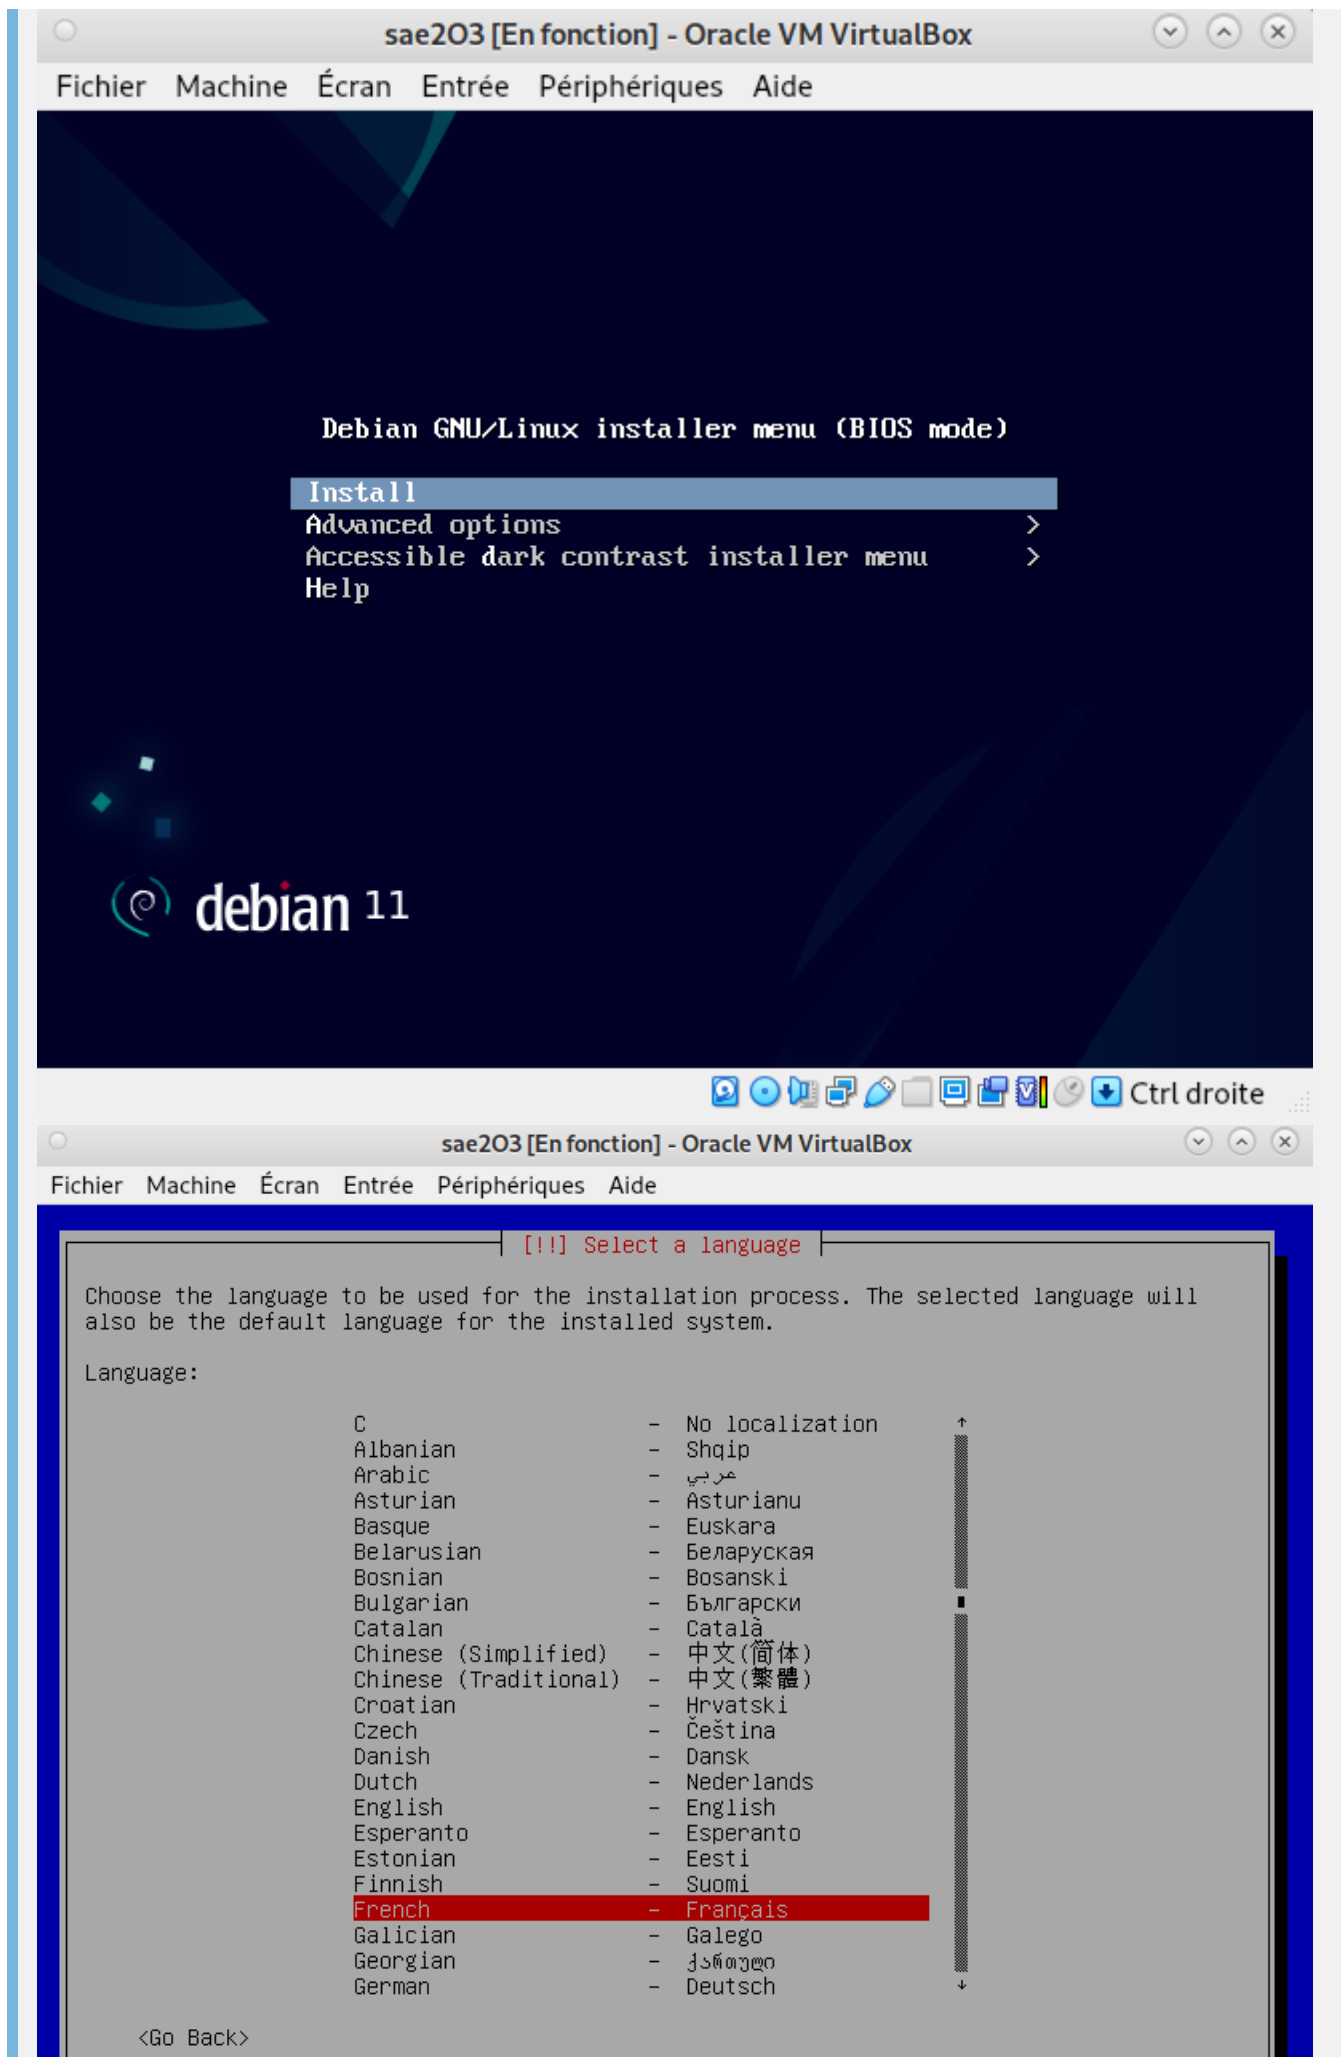 sae2O3 [En fonction] - Oracle VM VirtualBox
Fichier Machine Écran Entrée Périphériques Aide
Debian GNU/Linux installer menu (BIOS mode)
Install
Advanced options >
Accessible dark contrast installer menu >
Help
debian 11
Ctrl droite
sae2O3 [En fonction] - Oracle VM VirtualBox
Fichier Machine Écran Entrée Périphériques Aide
[!!] Select a language
Choose the language to be used for the installation process. The selected language will
also be the default language for the installed system.
Language:
C - No localization ↑
Albanian - Shqip
Arabic - عربي
Asturian - Asturianu
Basque - Euskara
Belarusian - Беларуская
Bosnian - Bosanski
Bulgarian - Български
Catalan - Català
Chinese (Simplified) - 中文(简体)
Chinese (Traditional) - 中文(繁體)
Croatian - Hrvatski
Czech - Čeština
Danish - Dansk
Dutch - Nederlands
English - English
Esperanto - Esperanto
Estonian - Eesti
Finnish - Suomi
French - Français
Galician - Galego
Georgian - ქართული
German - Deutsch ↓
<Go Back>